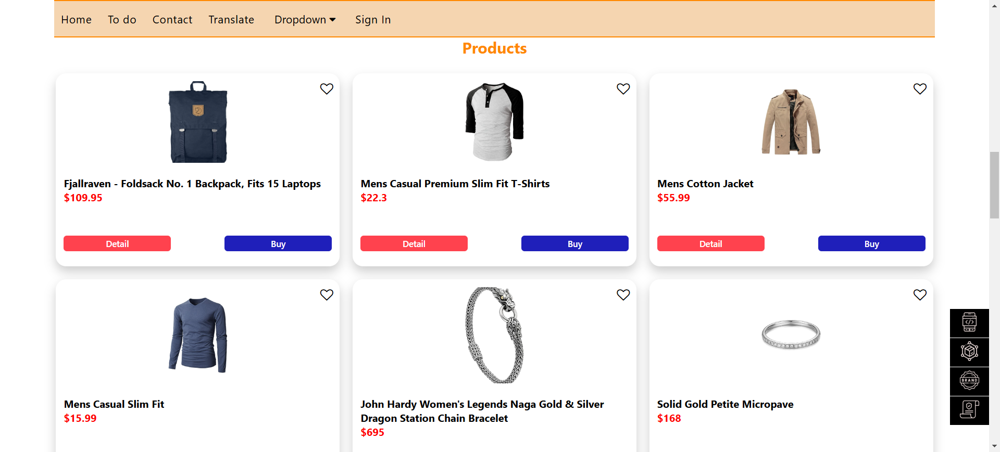 Home To do Contact Translate Dropdown Sign In
Products
Fjallraven - Foldsack No. 1 Backpack, Fits 15 Laptops
$109.95
Detail Buy
Mens Casual Premium Slim Fit T-Shirts
$22.3
Detail Buy
Mens Cotton Jacket
$55.99
Detail Buy
Mens Casual Slim Fit
$15.99
John Hardy Women's Legends Naga Gold & Silver
Dragon Station Chain Bracelet
$695
Solid Gold Petite Micropave
$168
</>
BRAND